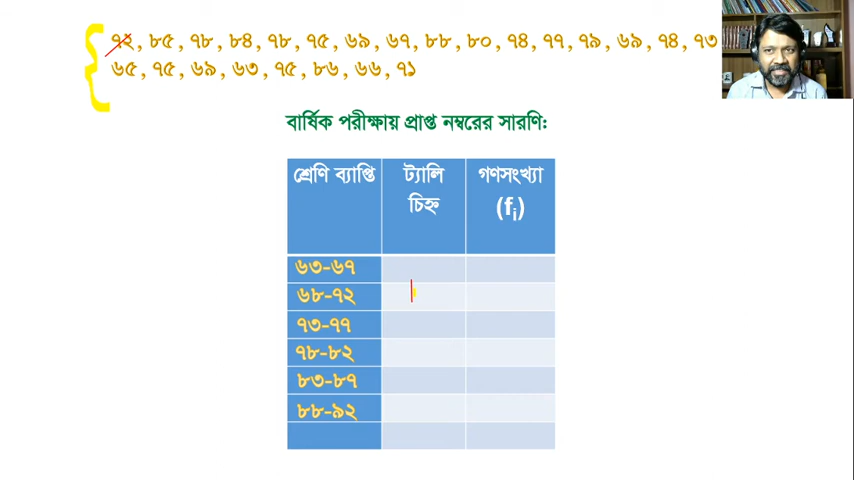 ৭২, ৮৫, ৭৮, ৮৪, ৭৮, ৭৫, ৬৯, ৬৭, ৮৮, ৮০, ৭৪, ৭৭, ৭৯, ৬৯, ৭৪, ৭৩
৬৫, ৭৫, ৬৯, ৬৩, ৭৫, ৮৬, ৬৬, ৭১
বার্ষিক পরীক্ষায় প্রাপ্ত নম্বরের সারণি:
শ্রেণি ব্যাপ্তি ট্যালি চিহ্ন গণসংখ্যা (fi)
৬৩-৬৭
৬৮-৭২
৭৩-৭৭
৭৮-৮২
৮৩-৮৭
৮৮-৯২